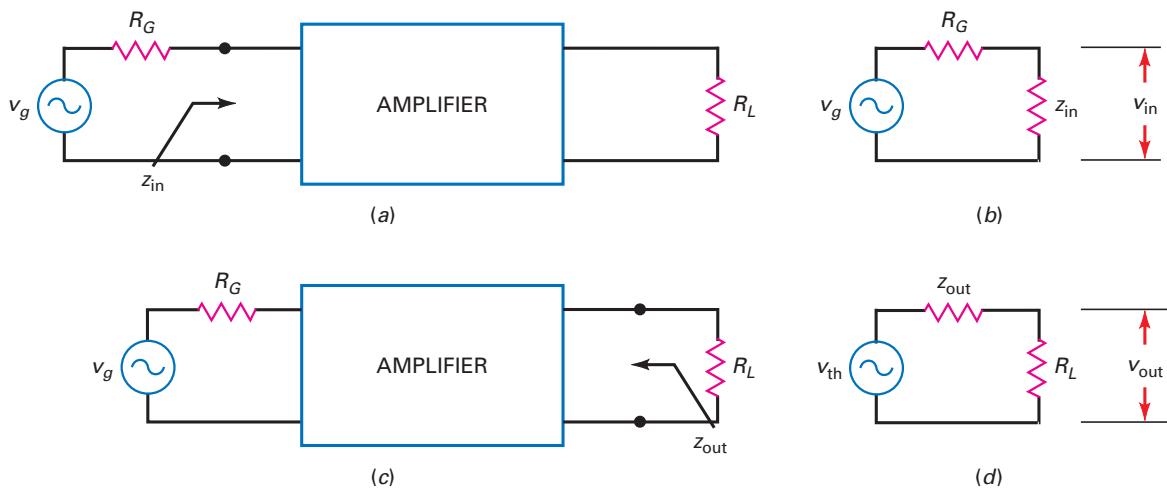 R_G
v_g
z_in
AMPLIFIER
R_L
(a)
R_G
v_g
z_in
v_in
(b)
R_G
v_g
AMPLIFIER
R_L
z_out
(c)
z_out
v_th
R_L
v_out
(d)